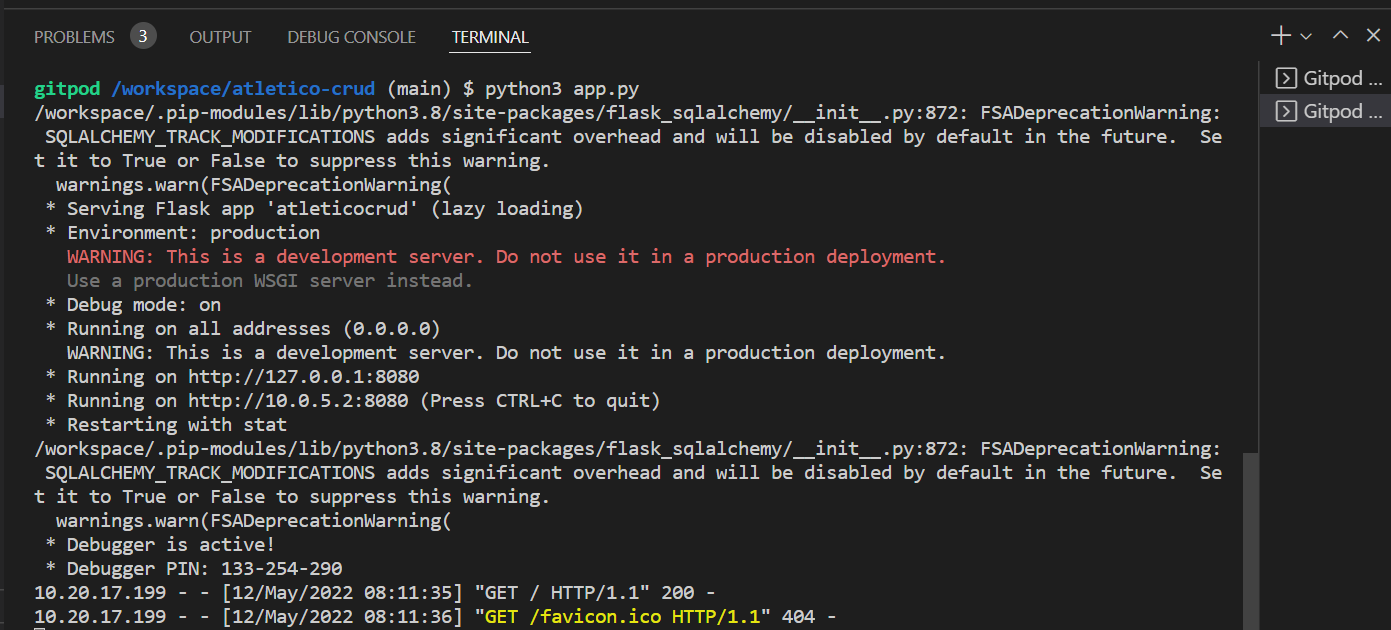 PROBLEMS 3 OUTPUT DEBUG CONSOLE TERMINAL
gitpod /workspace/atletico-crud (main) $ python3 app.py
/workspace/.pip-modules/lib/python3.8/site-packages/flask_sqlalchemy/__init__.py:872: FSADeprecationWarning:
SQLALCHEMY_TRACK_MODIFICATIONS adds significant overhead and will be disabled by default in the future.  Se
t it to True or False to suppress this warning.
warnings.warn(FSADeprecationWarning(
* Serving Flask app 'atleticocrud' (lazy loading)
* Environment: production
WARNING: This is a development server. Do not use it in a production deployment.
Use a production WSGI server instead.
* Debug mode: on
* Running on all addresses (0.0.0.0)
WARNING: This is a development server. Do not use it in a production deployment.
* Running on http://127.0.0.1:8080
* Running on http://10.0.5.2:8080 (Press CTRL+C to quit)
* Restarting with stat
/workspace/.pip-modules/lib/python3.8/site-packages/flask_sqlalchemy/__init__.py:872: FSADeprecationWarning:
SQLALCHEMY_TRACK_MODIFICATIONS adds significant overhead and will be disabled by default in the future.  Se
t it to True or False to suppress this warning.
warnings.warn(FSADeprecationWarning(
* Debugger is active!
* Debugger PIN: 133-254-290
10.20.17.199 - - [12/May/2022 08:11:35] "GET / HTTP/1.1" 200 -
10.20.17.199 - - [12/May/2022 08:11:36] "GET /favicon.ico HTTP/1.1" 404 -
Gitpod ...
Gitpod ...